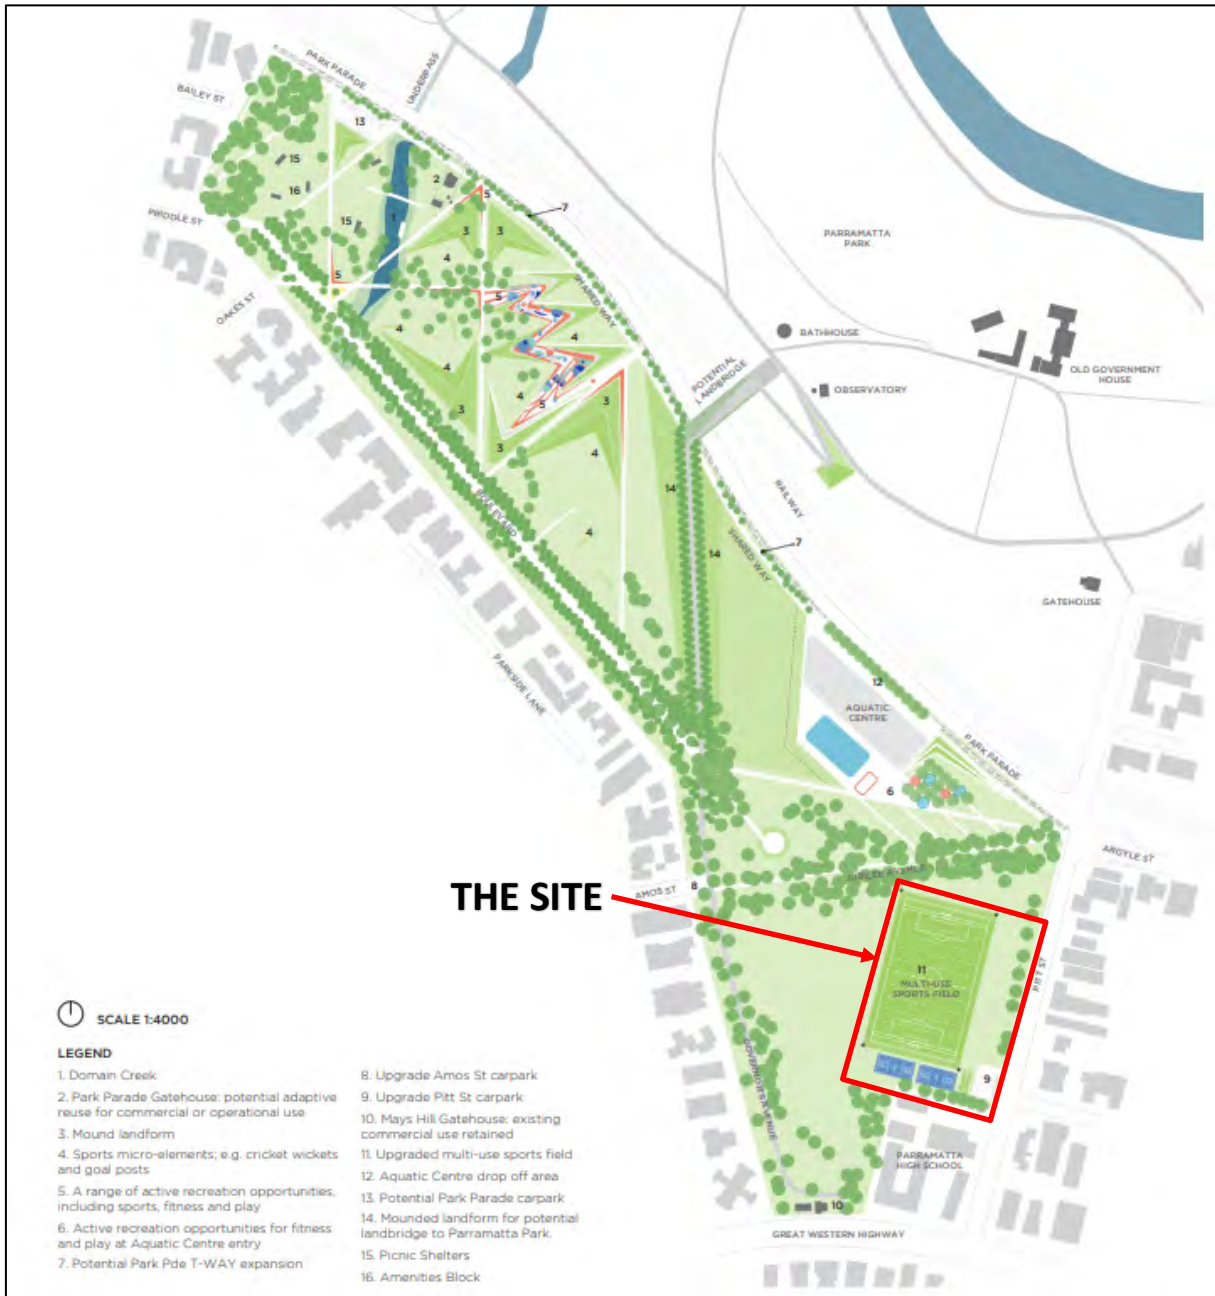 PARK PARADE
UNDERPASS
BAILEY ST
13
15
16
2
5
7
PIRDDLE ST
15
1
3
3
PARRAMATTA
PARK
4
5
OAKES ST
5
SHARED WAY
4
4
BATHHOUSE
4
POTENTIAL
LANDBRIDGE
OLD GOVERNMENT
HOUSE
4
5
3
OBSERVATORY
3
3
4
14
RAILWAY
BOULEVARD
4
14
SHARED WAY
7
GATEHOUSE
PARKSIDE LANE
12
AQUATIC
CENTRE
PARK PARADE
6
ARGYLE ST
AMOS ST
8
THE SITE
11
MULTI-USE
SPORTS FIELD
PITT ST
GOVERNORS AVENUE
9
PARRAMATTA
HIGH SCHOOL
10
GREAT WESTERN HIGHWAY
SCALE 1:4000
LEGEND
1. Domain Creek
2. Park Parade Gatehouse: potential adaptive
reuse for commercial or operational use
3. Mound landform
4. Sports micro-elements; e.g. cricket wickets
and goal posts
5. A range of active recreation opportunities,
including sports, fitness and play
6. Active recreation opportunities for fitness
and play at Aquatic Centre entry
7. Potential Park Pde T-WAY expansion
8. Upgrade Amos St carpark
9. Upgrade Pitt St carpark
10. Mays Hill Gatehouse: existing
commercial use retained
11. Upgraded multi-use sports field
12. Aquatic Centre drop off area
13. Potential Park Parade carpark
14. Mounded landform for potential
landbridge to Parramatta Park.
15. Picnic Shelters
16. Amenities Block